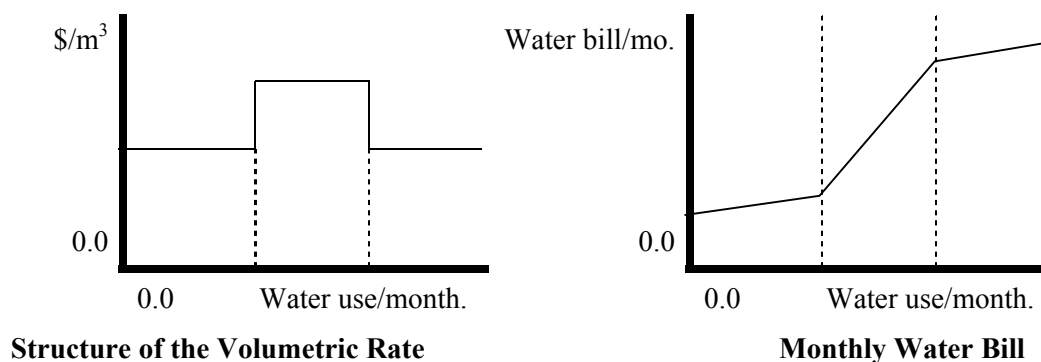 $/m³
0.0
0.0 Water use/month.
Structure of the Volumetric Rate
Water bill/mo.
0.0
0.0 Water use/month.
Monthly Water Bill